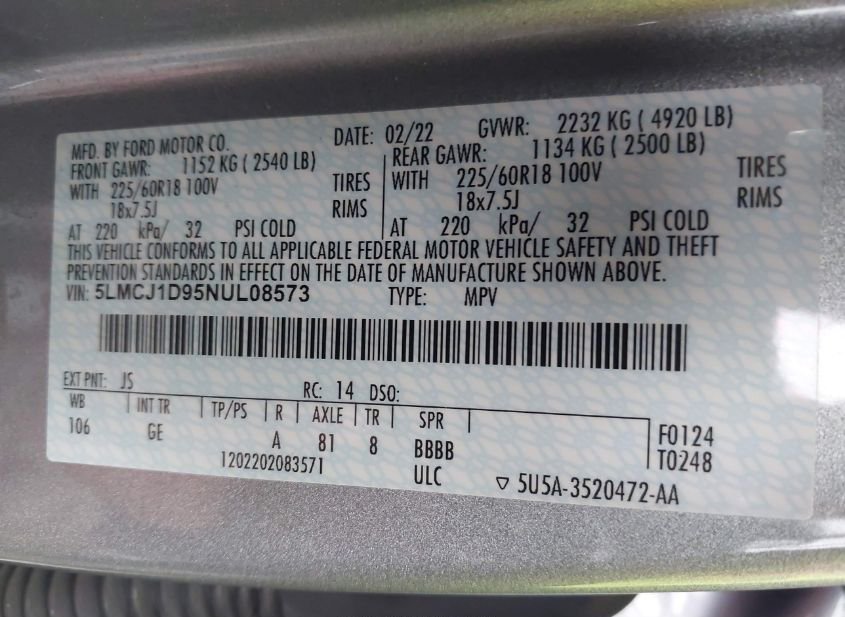 MFD. BY FORD MOTOR CO. DATE: 02/22 GVWR: 2232 KG ( 4920 LB)
FRONT GAWR: 1152 KG ( 2540 LB) REAR GAWR: 1134 KG ( 2500 LB)
WITH 225/60R18 100V TIRES WITH 225/60R18 100V TIRES
18x7.5J RIMS 18x7.5J RIMS
AT 220 kPa/ 32 PSI COLD AT 220 kPa/ 32 PSI COLD
THIS VEHICLE CONFORMS TO ALL APPLICABLE FEDERAL MOTOR VEHICLE SAFETY AND THEFT
PREVENTION STANDARDS IN EFFECT ON THE DATE OF MANUFACTURE SHOWN ABOVE.
VIN: 5LMCJ1D95NUL08573 TYPE: MPV
EXT PNT: JS RC: 14 DSO:
WB INT TR TP/PS R AXLE TR SPR F0124
106 GE A 81 8 BBBB T0248
1202202083571 ULC ▽ 5U5A-3520472-AA